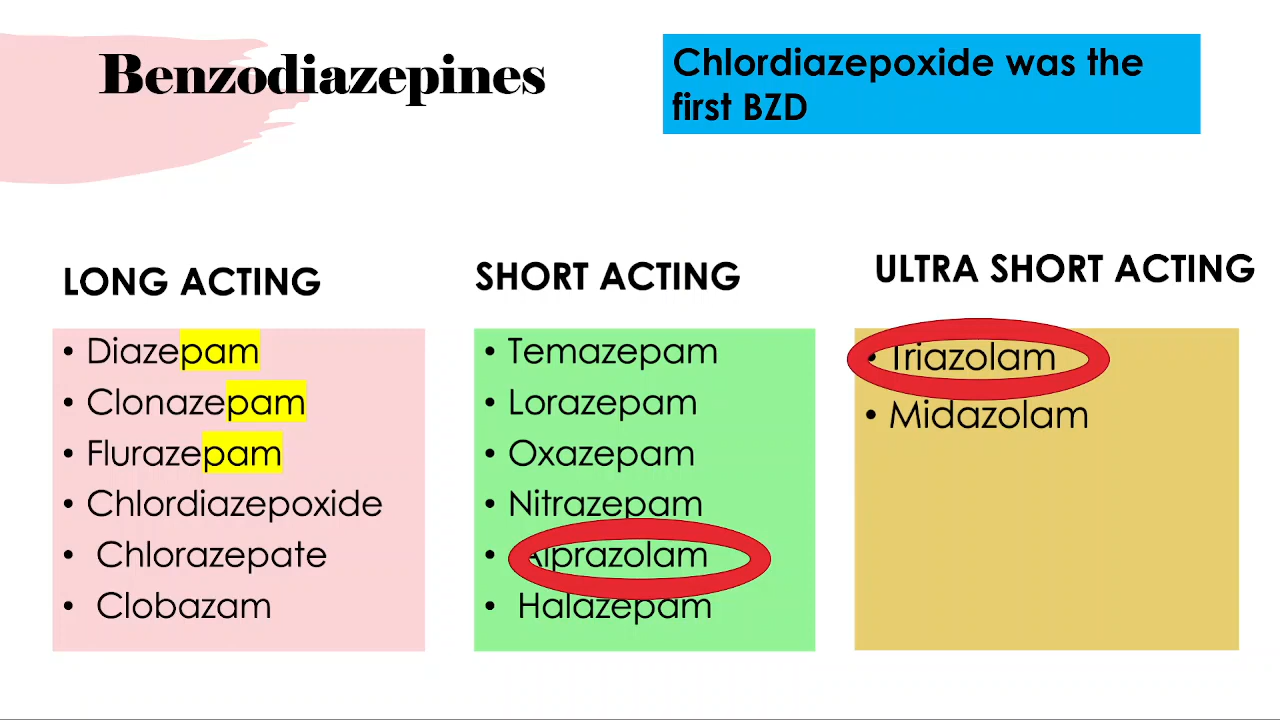 Benzodiazepines
Chlordiazepoxide was the
first BZD
LONG ACTING
• Diazepam
• Clonazepam
• Flurazepam
• Chlordiazepoxide
• Chlorazepate
• Clobazam
SHORT ACTING
• Temazepam
• Lorazepam
• Oxazepam
• Nitrazepam
• Alprazolam
• Halazepam
ULTRA SHORT ACTING
• Triazolam
• Midazolam